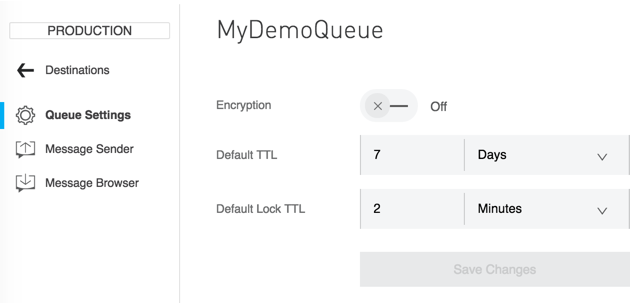 PRODUCTION
Destinations
Queue Settings
Message Sender
Message Browser
MyDemoQueue
Encryption
Off
Default TTL
7
Days
Default Lock TTL
2
Minutes
Save Changes